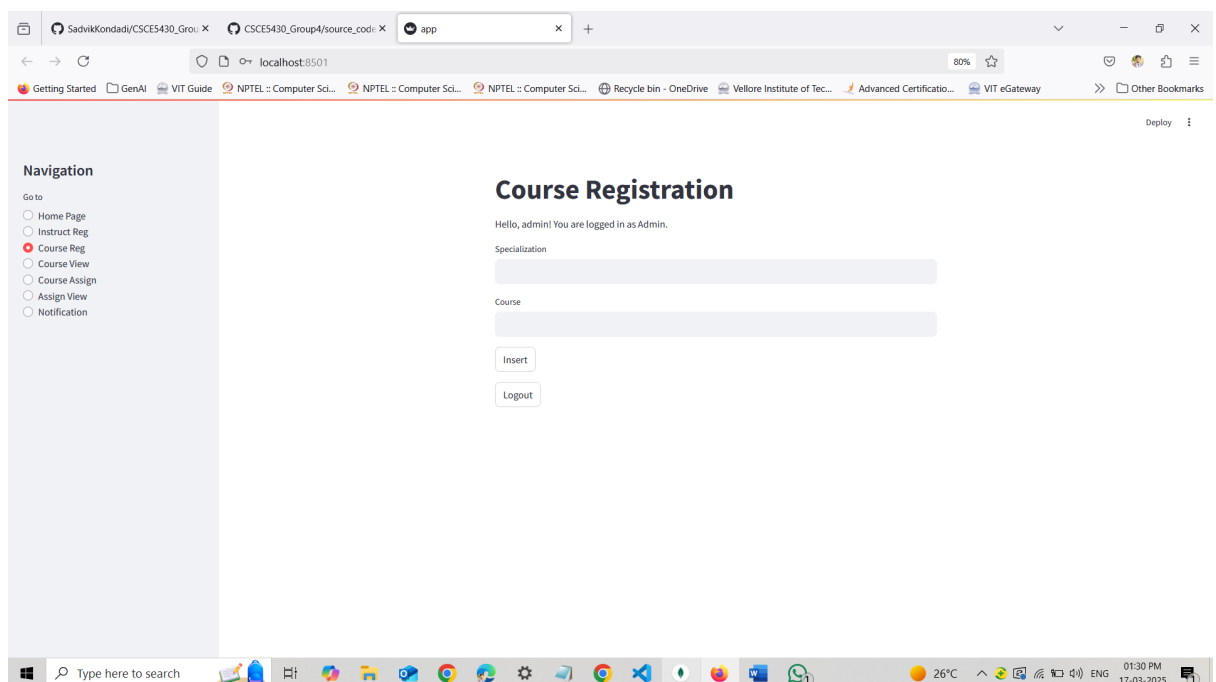 SadvikKondadi/CSCE5430_Grou
CSCE5430_Group4/source_code
app
localhost:8501
80%
Getting Started
GenAI
VIT Guide
NPTEL :: Computer Sci...
NPTEL :: Computer Sci...
NPTEL :: Computer Sci...
Recycle bin - OneDrive
Vellore Institute of Tec...
Advanced Certificatio...
VIT eGateway
Other Bookmarks
Deploy
Navigation
Go to
Home Page
Instruct Reg
Course Reg
Course View
Course Assign
Assign View
Notification
Course Registration
Hello, admin! You are logged in as Admin.
Specialization
Course
Insert
Logout
Type here to search
26°C
ENG
01:30 PM
17-03-2025